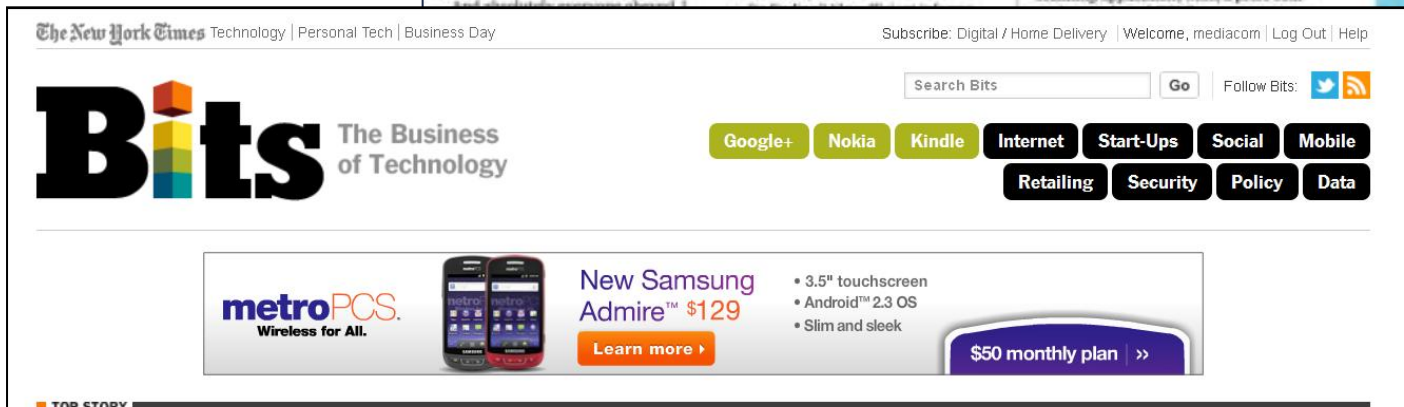 The New York Times Technology | Personal Tech | Business Day
Subscribe: Digital / Home Delivery | Welcome, mediacom | Log Out | Help
Search Bits Go Follow Bits:
Bits The Business
of Technology
Google+ Nokia Kindle Internet Start-Ups Social Mobile
Retailing Security Policy Data
metroPCS.
Wireless for All.
New Samsung
Admire™ $129
Learn more
• 3.5" touchscreen
• Android™ 2.3 OS
• Slim and sleek
$50 monthly plan | »
TOP STORY